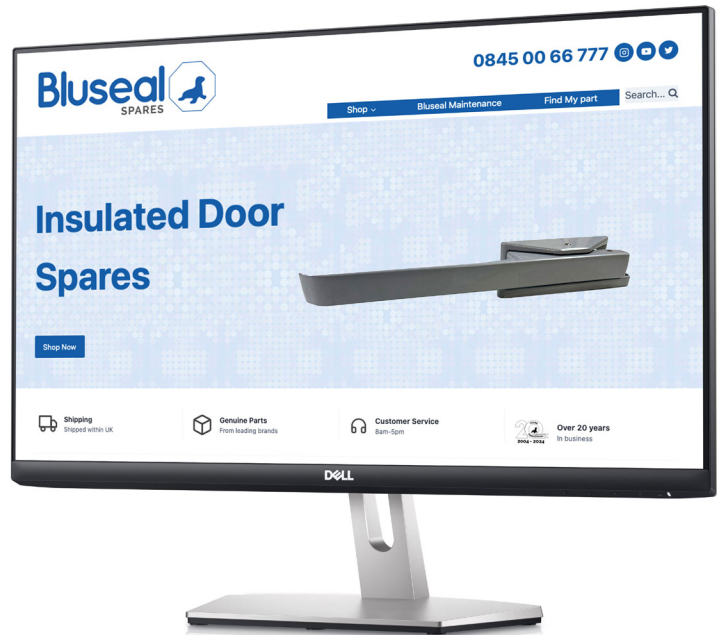 Bluseal
SPARES
0845 00 66 777
Shop
Bluseal Maintenance
Find My part
Search...
Insulated Door
Spares
Shop Now
Shipping
Shipped within UK
Genuine Parts
From leading brands
Customer Service
8am-5pm
20
2004 - 2024
Over 20 years
In business
DELL